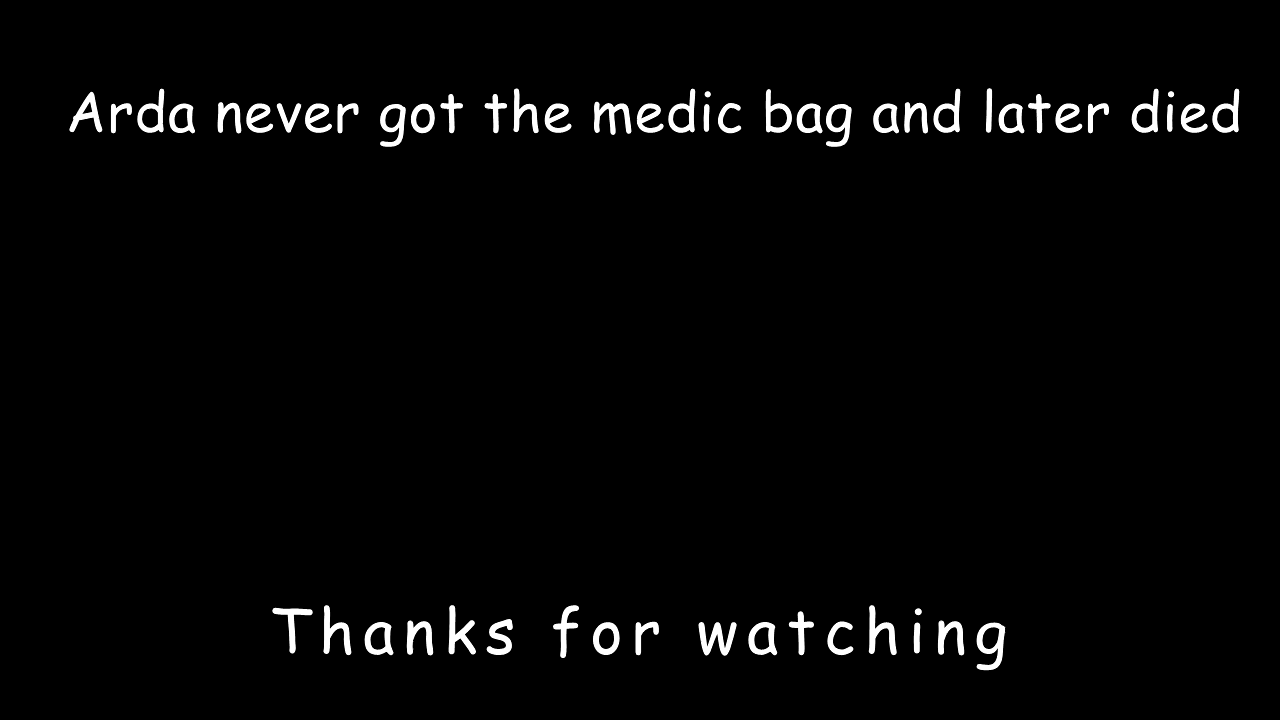 Arda never got the medic bag and later died
Thanks for watching